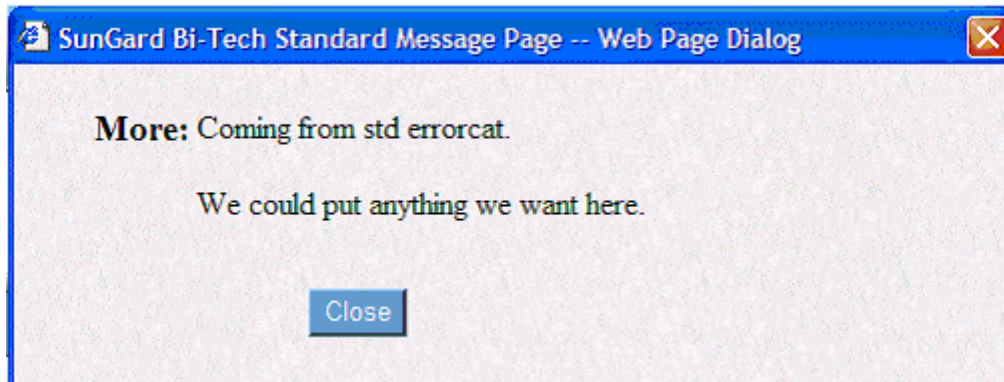 SunGard Bi-Tech Standard Message Page -- Web Page Dialog
More: Coming from std errorcat.
We could put anything we want here.
Close